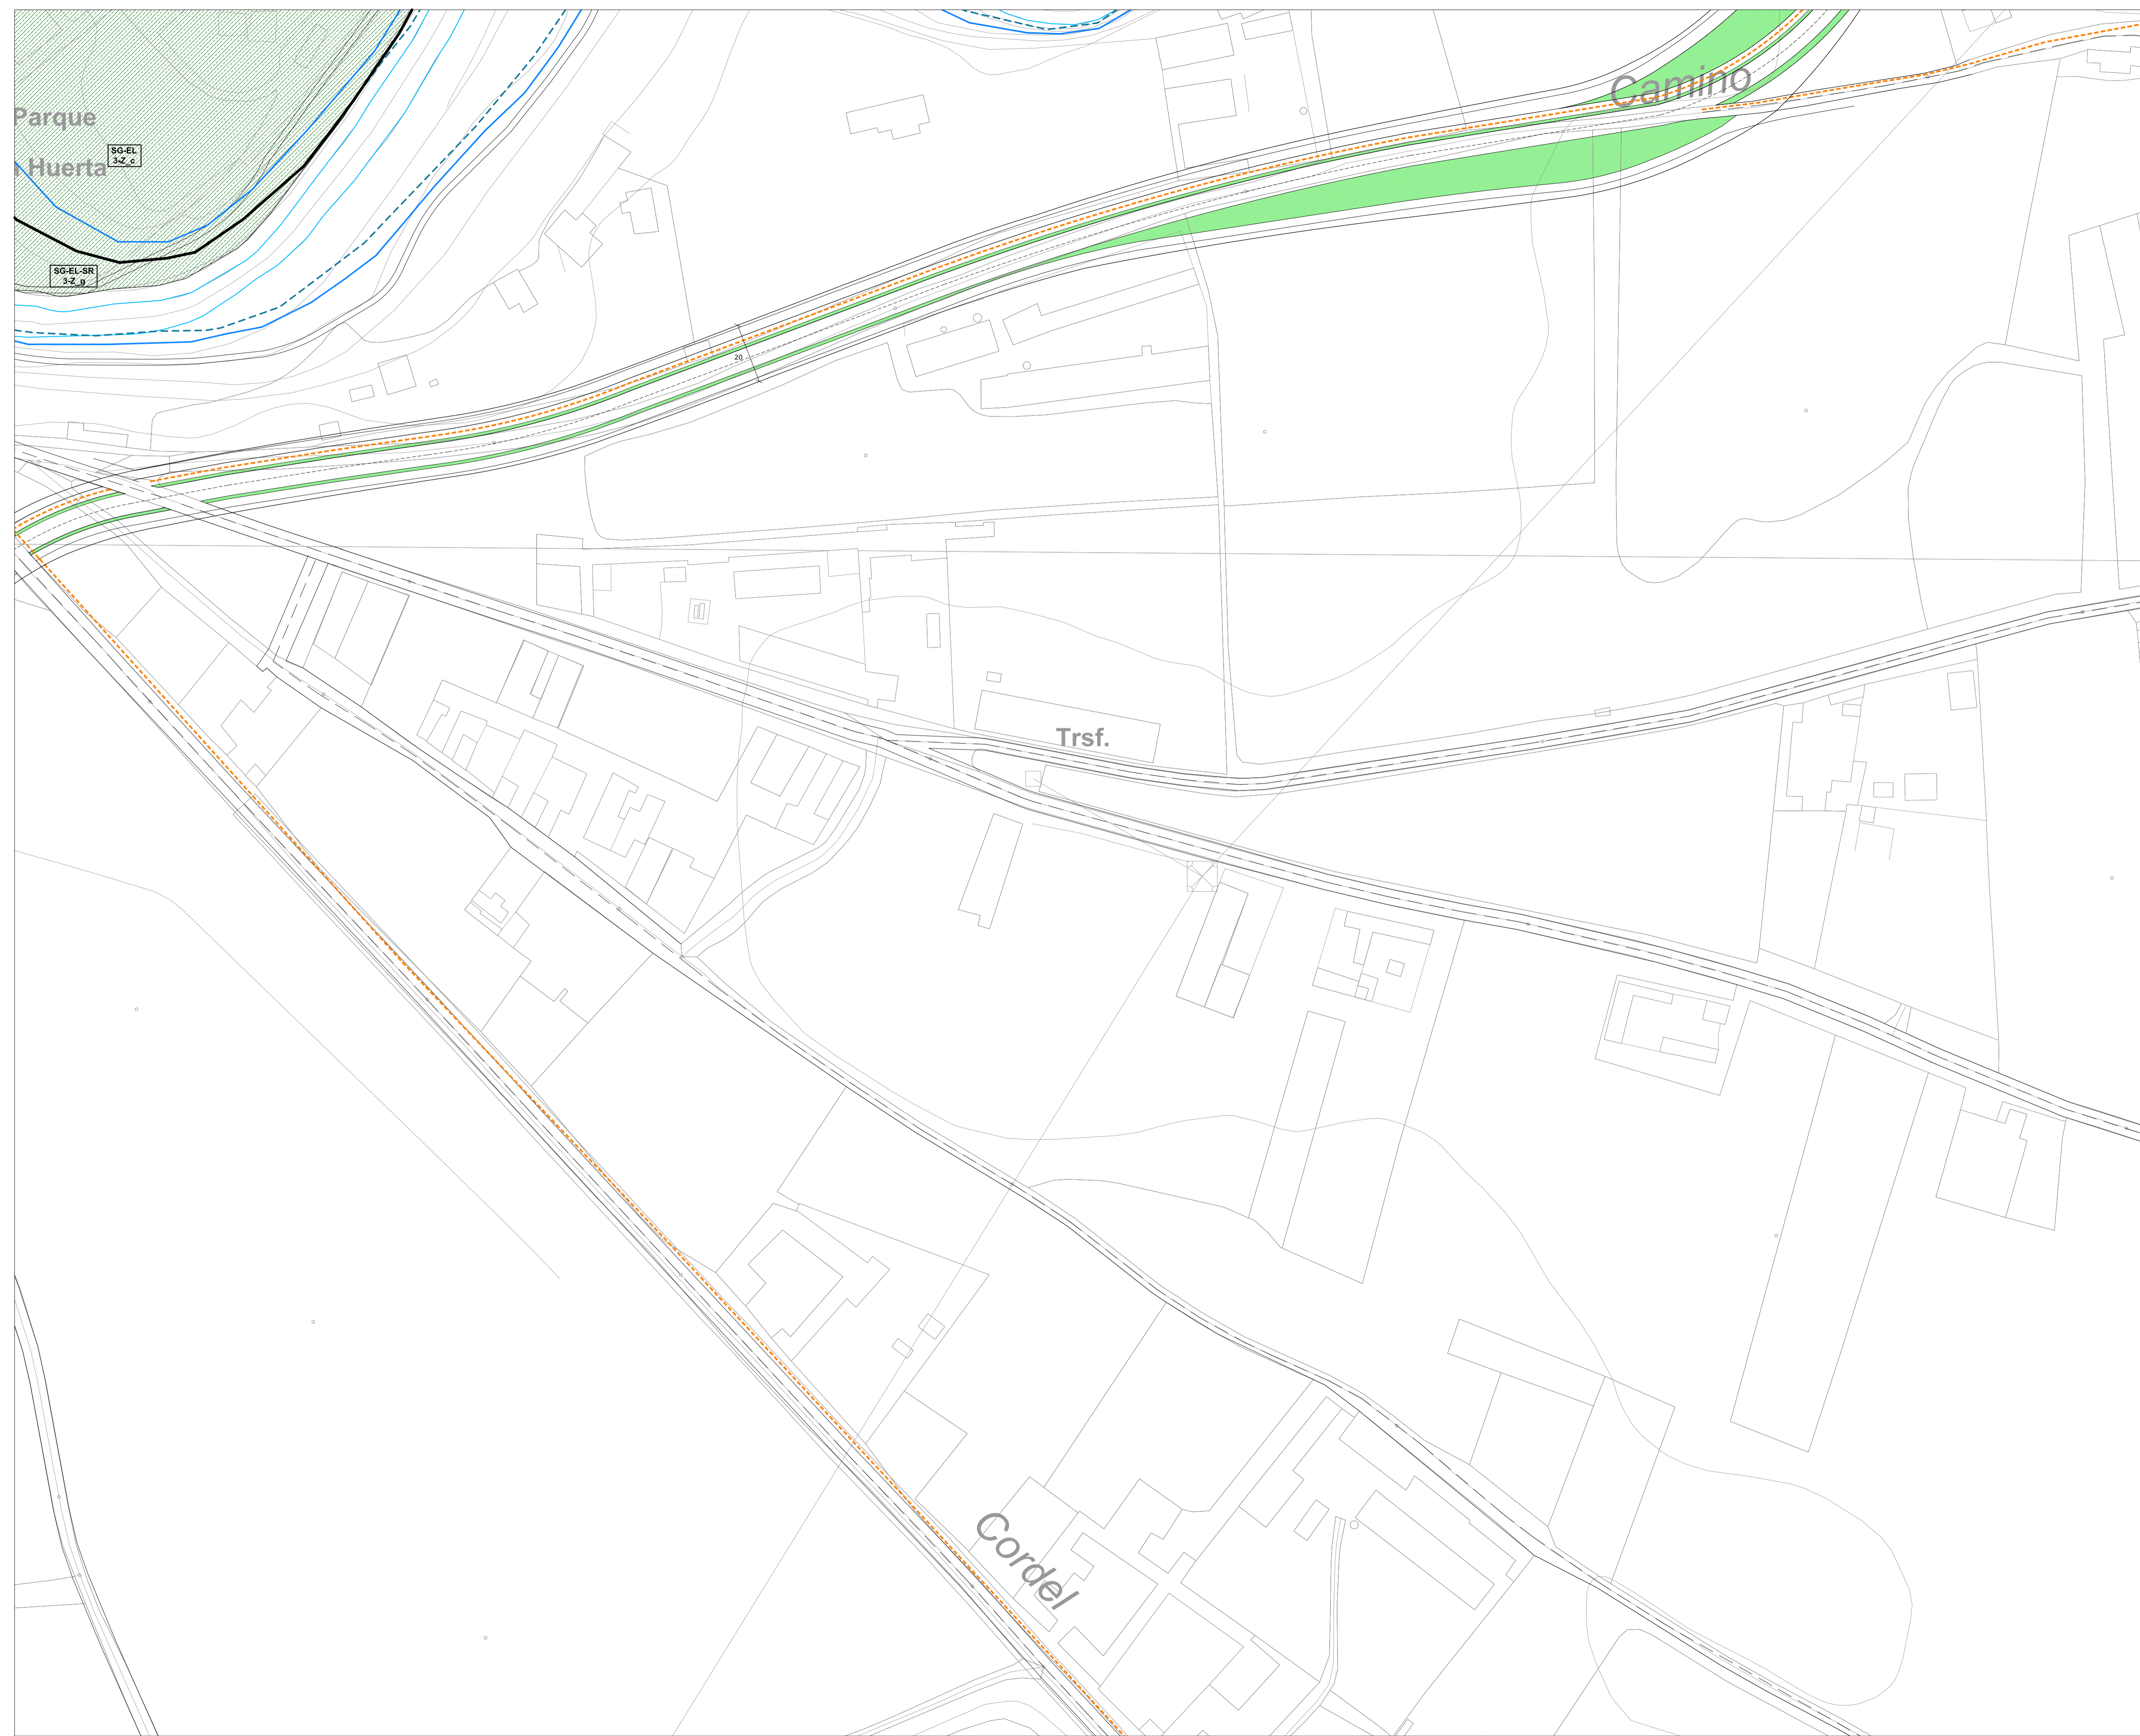 Camino
Parque
Huerta
SG-EL
3-Z_c
SG-EL-SR
3-Z_g
20
Trsf.
Cordel